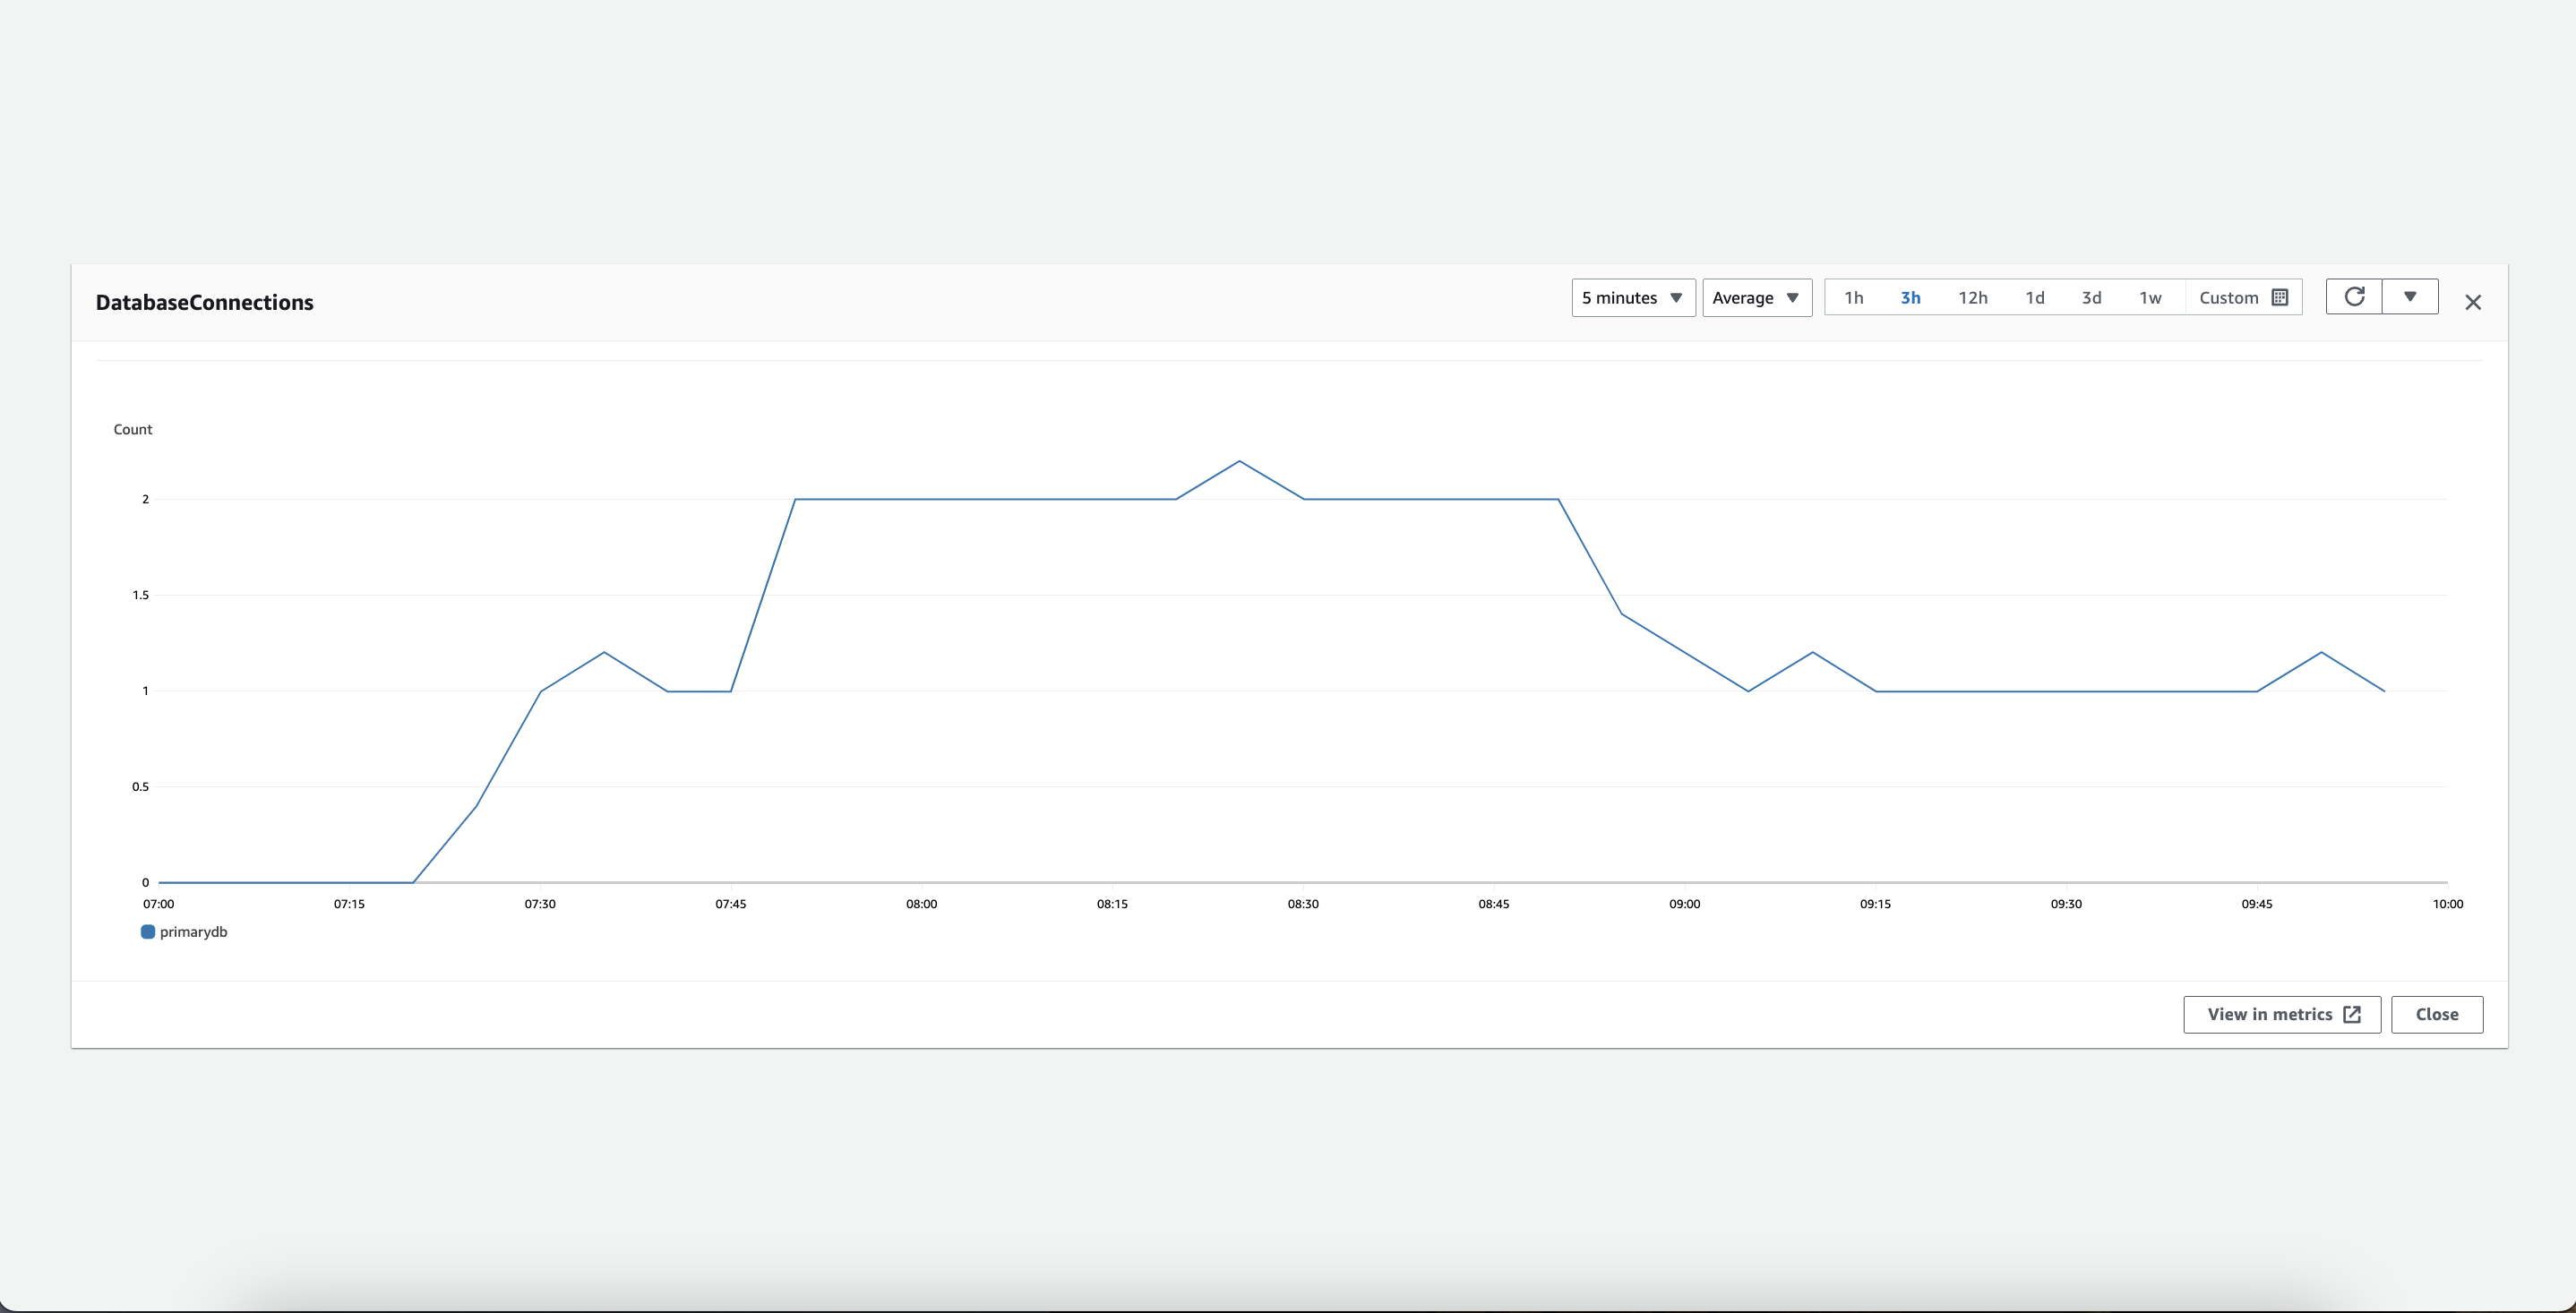 DatabaseConnections
5 minutes Average 1h 3h 12h 1d 3d 1w Custom
Count
2
1.5
1
0.5
0
07:00 07:15 07:30 07:45 08:00 08:15 08:30 08:45 09:00 09:15 09:30 09:45 10:00
primarydb
View in metrics Close